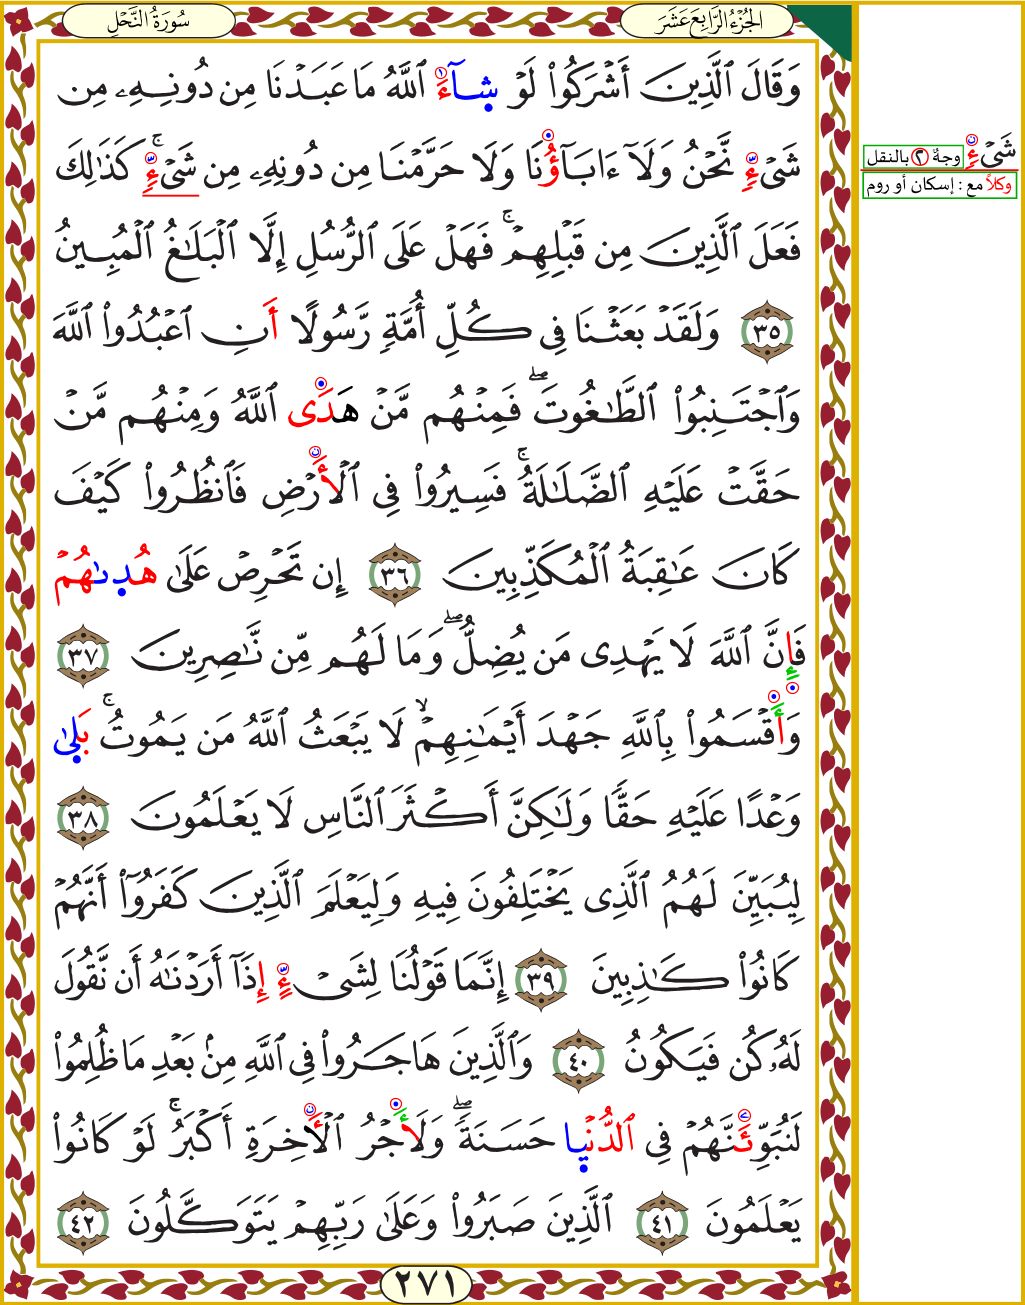 الجُزْءُ الرَّابِعَ عَشَرَ
سُورَةُ النَّحْلِ
وَقَالَ ٱلَّذِينَ أَشْرَكُوا۟ لَوْ شَآءَ ٱللَّهُ مَا عَبَدْنَا مِن دُونِهِۦ مِن
شَىْءٍ نَّحْنُ وَلَآ ءَابَآؤُنَا وَلَا حَرَّمْنَا مِن دُونِهِۦ مِن شَىْءٍ ۚ كَذَٰلِكَ
فَعَلَ ٱلَّذِينَ مِن قَبْلِهِمْ ۚ فَهَلْ عَلَى ٱلرُّسُلِ إِلَّا ٱلْبَلَٰغُ ٱلْمُبِينُ
٣٥ وَلَقَدْ بَعَثْنَا فِى كُلِّ أُمَّةٍ رَّسُولًا أَنِ ٱعْبُدُوا۟ ٱللَّهَ
وَٱجْتَنِبُوا۟ ٱلطَّٰغُوتَ ۖ فَمِنْهُم مَّنْ هَدَى ٱللَّهُ وَمِنْهُم مَّنْ
حَقَّتْ عَلَيْهِ ٱلضَّلَٰلَةُ ۚ فَسِيرُوا۟ فِى ٱلْأَرْضِ فَٱنظُرُوا۟ كَيْفَ
كَانَ عَٰقِبَةُ ٱلْمُكَذِّبِينَ ٣٦ إِن تَحْرِصْ عَلَىٰ هُدِىٰهُمْ
فَإِنَّ ٱللَّهَ لَا يَهْدِى مَن يُضِلُّ ۖ وَمَا لَهُم مِّن نَّٰصِرِينَ ٣٧
وَأَقْسَمُوا۟ بِٱللَّهِ جَهْدَ أَيْمَٰنِهِمْ ۙ لَا يَبْعَثُ ٱللَّهُ مَن يَمُوتُ ۚ بَلِىٰ
وَعْدًا عَلَيْهِ حَقًّا وَلَٰكِنَّ أَكْثَرَ ٱلنَّاسِ لَا يَعْلَمُونَ ٣٨
لِيُبَيِّنَ لَهُمُ ٱلَّذِى يَخْتَلِفُونَ فِيهِ وَلِيَعْلَمَ ٱلَّذِينَ كَفَرُوٓا۟ أَنَّهُمْ
كَانُوا۟ كَٰذِبِينَ ٣٩ إِنَّمَا قَوْلُنَا لِشَىْءٍ إِذَآ أَرَدْنَٰهُ أَن نَّقُولَ
لَهُۥ كُن فَيَكُونُ ٤٠ وَٱلَّذِينَ هَاجَرُوا۟ فِى ٱللَّهِ مِنۢ بَعْدِ مَا ظُلِمُوا۟
لَنُبَوِّئَنَّهُمْ فِى ٱلدُّنْيِا حَسَنَةً ۖ وَلَأَجْرُ ٱلْأَخِرَةِ أَكْبَرُ ۚ لَوْ كَانُوا۟
يَعْلَمُونَ ٤١ ٱلَّذِينَ صَبَرُوا۟ وَعَلَىٰ رَبِّهِمْ يَتَوَكَّلُونَ ٤٢
٢٧١
شَىْءٍ وجهٌ ٢ بالنقل
وكلاً مع : إسكان أو روم